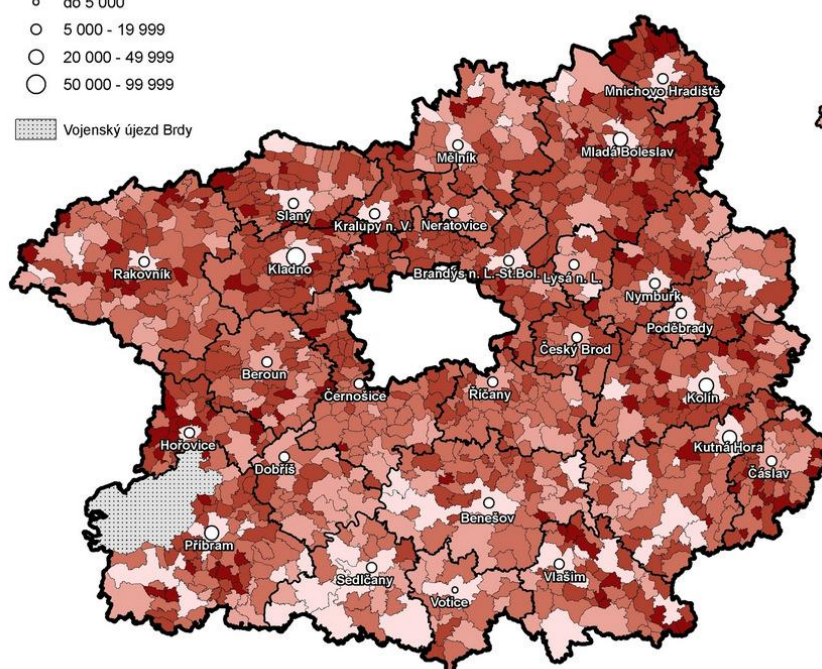 do 5 000
5 000 - 19 999
20 000 - 49 999
50 000 - 99 999
Vojenský újezd Brdy
Mnichovo Hradiště
Mladá Boleslav
Mělník
Slaný
Kralupy n. V.
Neratovice
Rakovník
Kladno
Brandýs n. L.-St.Bol.
Lysá n. L.
Nymburk
Poděbrady
Český Brod
Beroun
Černošice
Říčany
Kolín
Hořovice
Dobříš
Kutná Hora
Čáslav
Benešov
Příbram
Sedlčany
Votice
Vlašim